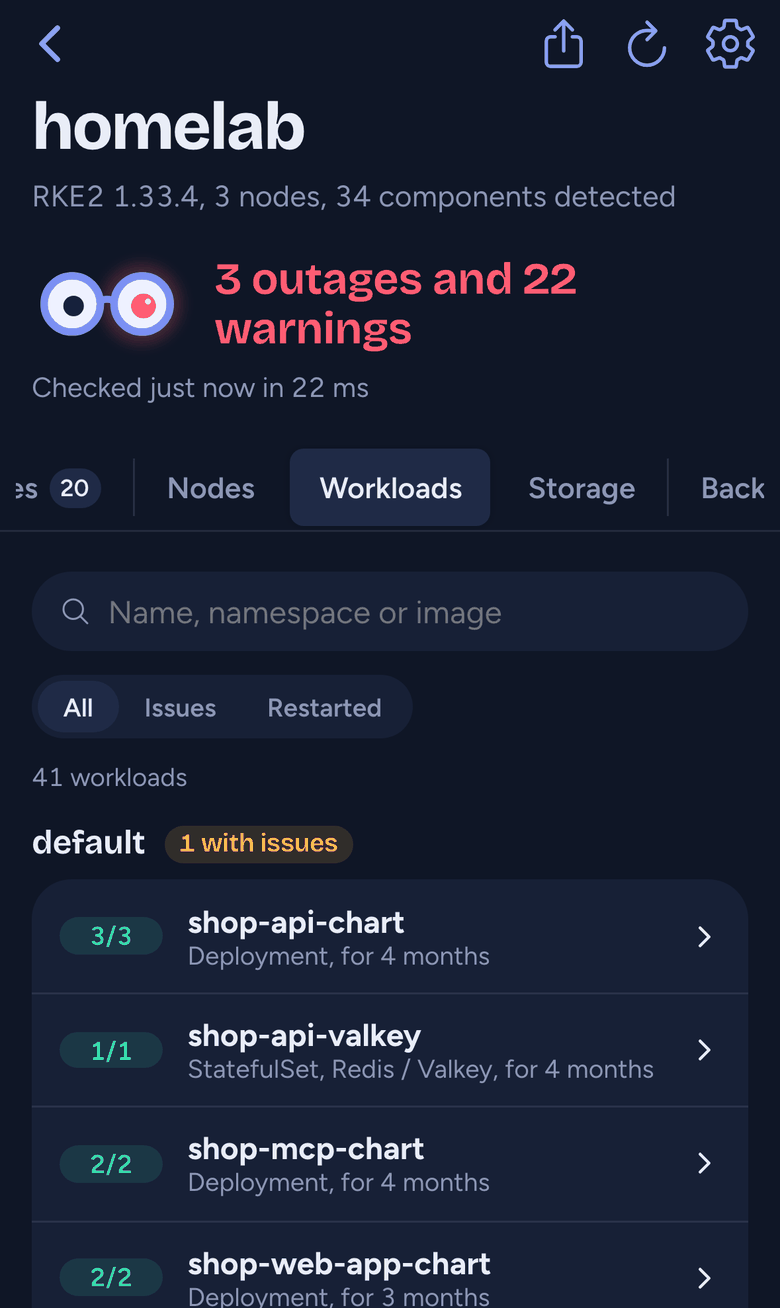 homelab
RKE2 1.33.4, 3 nodes, 34 components detected
3 outages and 22
warnings
Checked just now in 22 ms
es 20 Nodes Workloads Storage Back
Name, namespace or image
All Issues Restarted
41 workloads
default 1 with issues
3/3 shop-api-chart
Deployment, for 4 months
1/1 shop-api-valkey
StatefulSet, Redis / Valkey, for 4 months
2/2 shop-mcp-chart
Deployment, for 4 months
2/2 shop-web-app-chart
Deployment, for 3 months